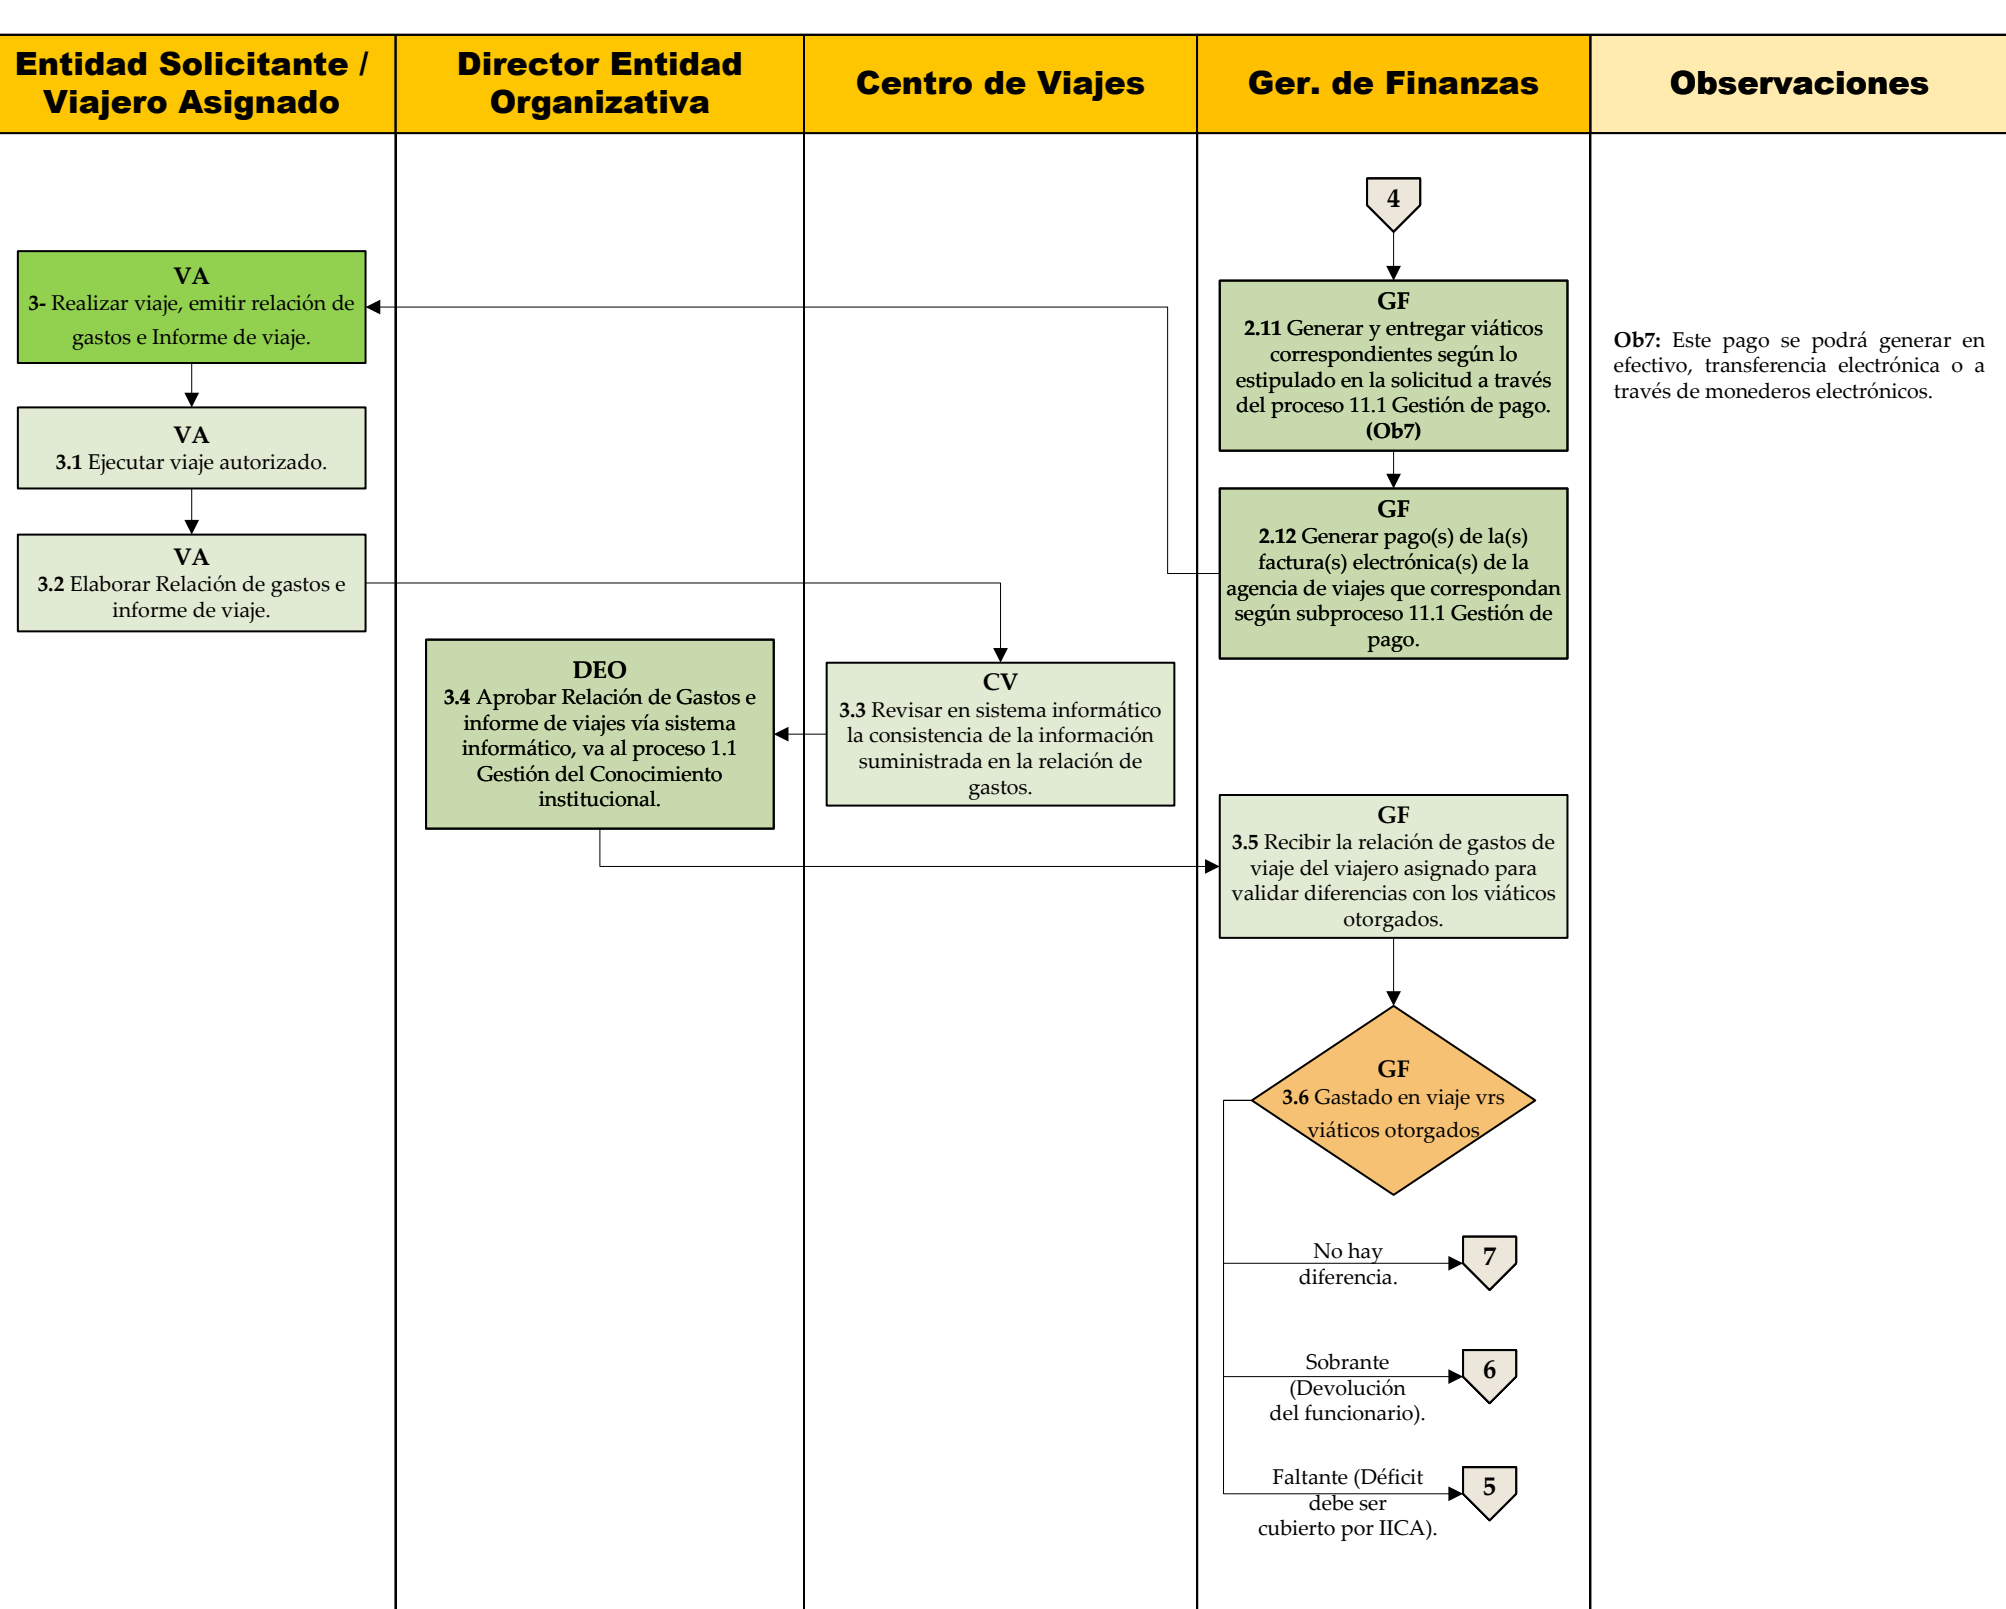 Entidad Solicitante /
Viajero Asignado
Director Entidad
Organizativa
Centro de Viajes
Ger. de Finanzas
Observaciones
4
VA
3- Realizar viaje, emitir relación de
gastos e Informe de viaje.
GF
2.11 Generar y entregar viáticos
correspondientes según lo
estipulado en la solicitud a través
del proceso 11.1 Gestión de pago.
(Ob7)
Ob7: Este pago se podrá generar en
efectivo, transferencia electrónica o a
través de monederos electrónicos.
VA
3.1 Ejecutar viaje autorizado.
GF
2.12 Generar pago(s) de la(s)
factura(s) electrónica(s) de la
agencia de viajes que correspondan
según subproceso 11.1 Gestión de
pago.
VA
3.2 Elaborar Relación de gastos e
informe de viaje.
CV
3.3 Revisar en sistema informático
la consistencia de la información
suministrada en la relación de
gastos.
DEO
3.4 Aprobar Relación de Gastos e
informe de viajes vía sistema
informático, va al proceso 1.1
Gestión del Conocimiento
institucional.
GF
3.5 Recibir la relación de gastos de
viaje del viajero asignado para
validar diferencias con los viáticos
otorgados.
GF
3.6 Gastado en viaje vrs
viáticos otorgados
No hay
diferencia.
7
Sobrante
(Devolución
del funcionario).
6
Faltante (Déficit
debe ser
cubierto por IICA).
5